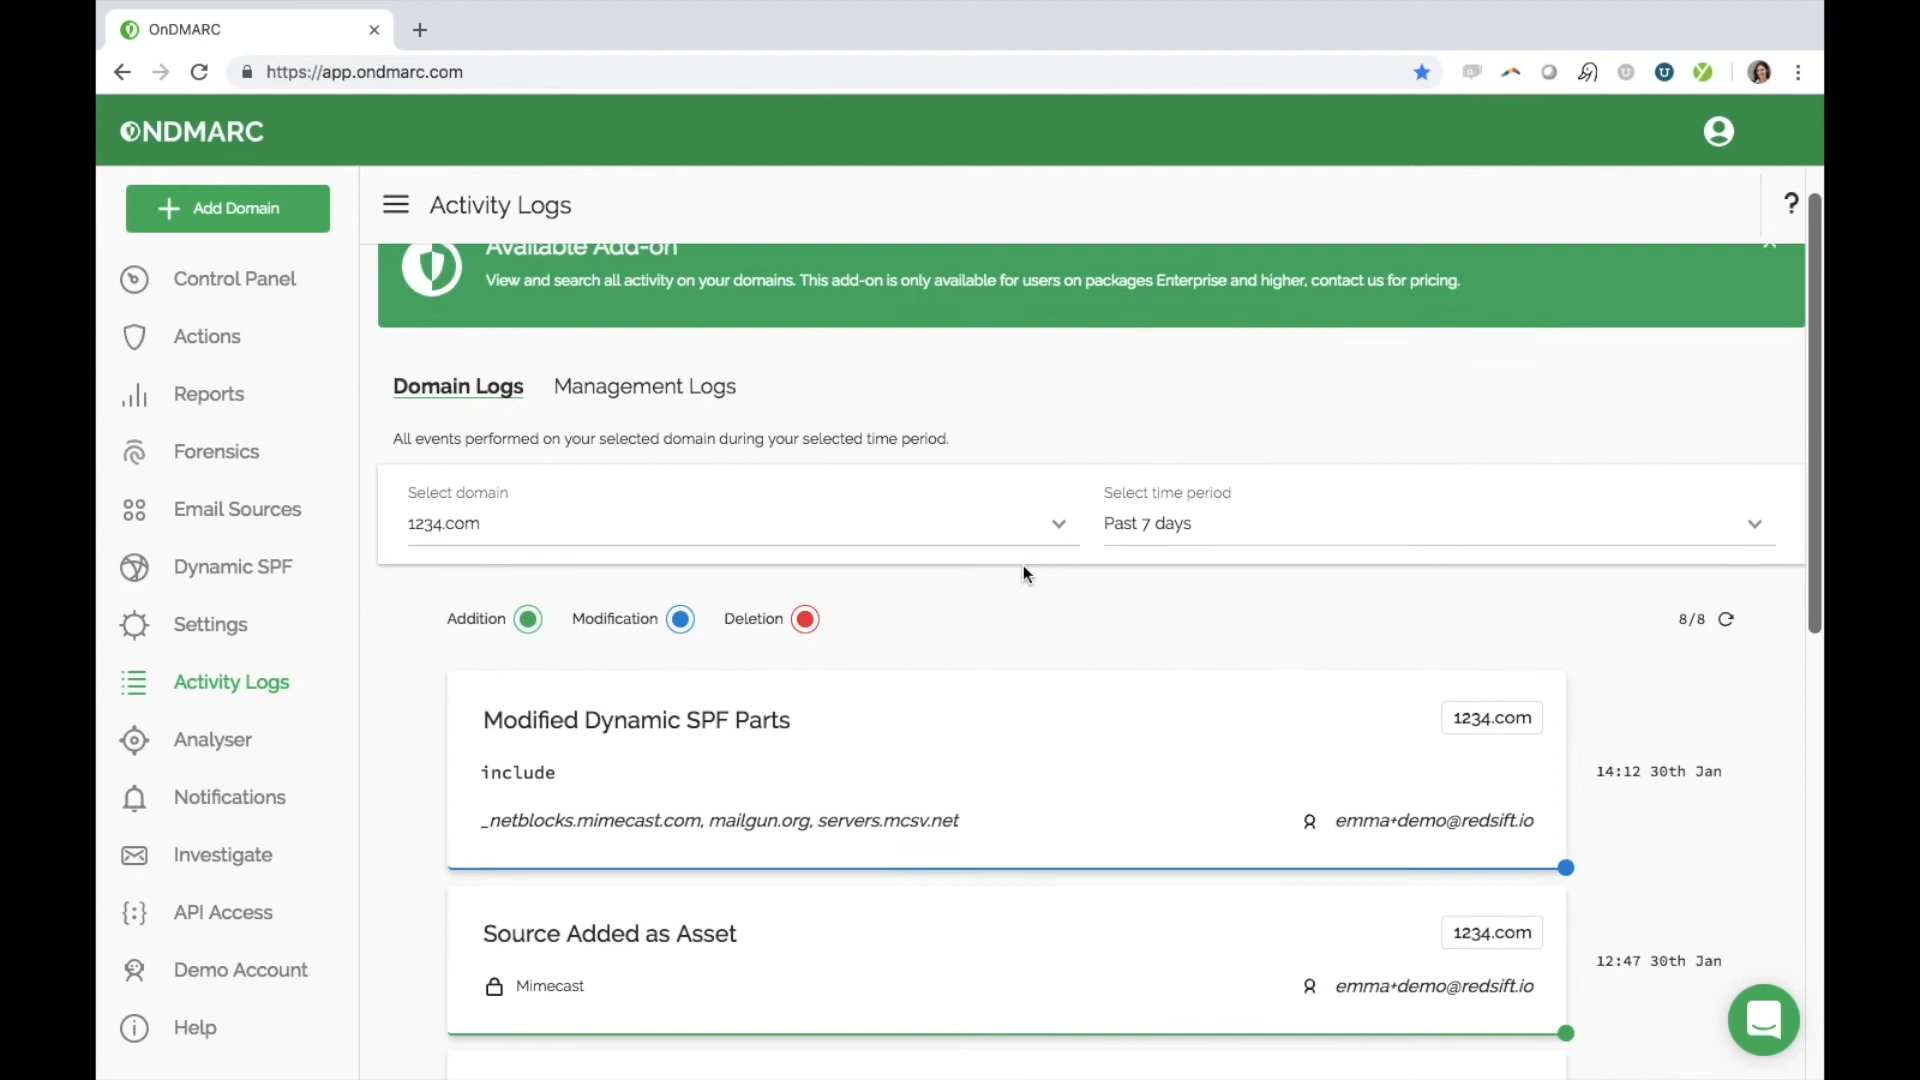 OnDMARC
https://app.ondmarc.com
ONDMARC
Add Domain
Activity Logs
?
Available Add-on
View and search all activity on your domains. This add-on is only available for users on packages Enterprise and higher, contact us for pricing.
Control Panel
Actions
Reports
Forensics
Email Sources
Dynamic SPF
Settings
Activity Logs
Analyser
Notifications
Investigate
API Access
Demo Account
Help
Domain Logs Management Logs
All events performed on your selected domain during your selected time period.
Select domain
1234.com
Select time period
Past 7 days
Addition Modification Deletion
8/8
Modified Dynamic SPF Parts
1234.com
include
14:12 30th Jan
_netblocks.mimecast.com, mailgun.org, servers.mcsv.net
emma+demo@redsift.io
Source Added as Asset
1234.com
12:47 30th Jan
Mimecast
emma+demo@redsift.io